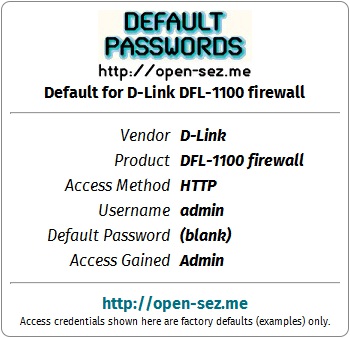 DEFAULT
PASSWORDS
http://open-sez.me
Default for D-Link DFL-1100 firewall
Vendor D-Link
Product DFL-1100 firewall
Access Method HTTP
Username admin
Default Password (blank)
Access Gained Admin
http://open-sez.me
Access credentials shown here are factory defaults (examples) only.